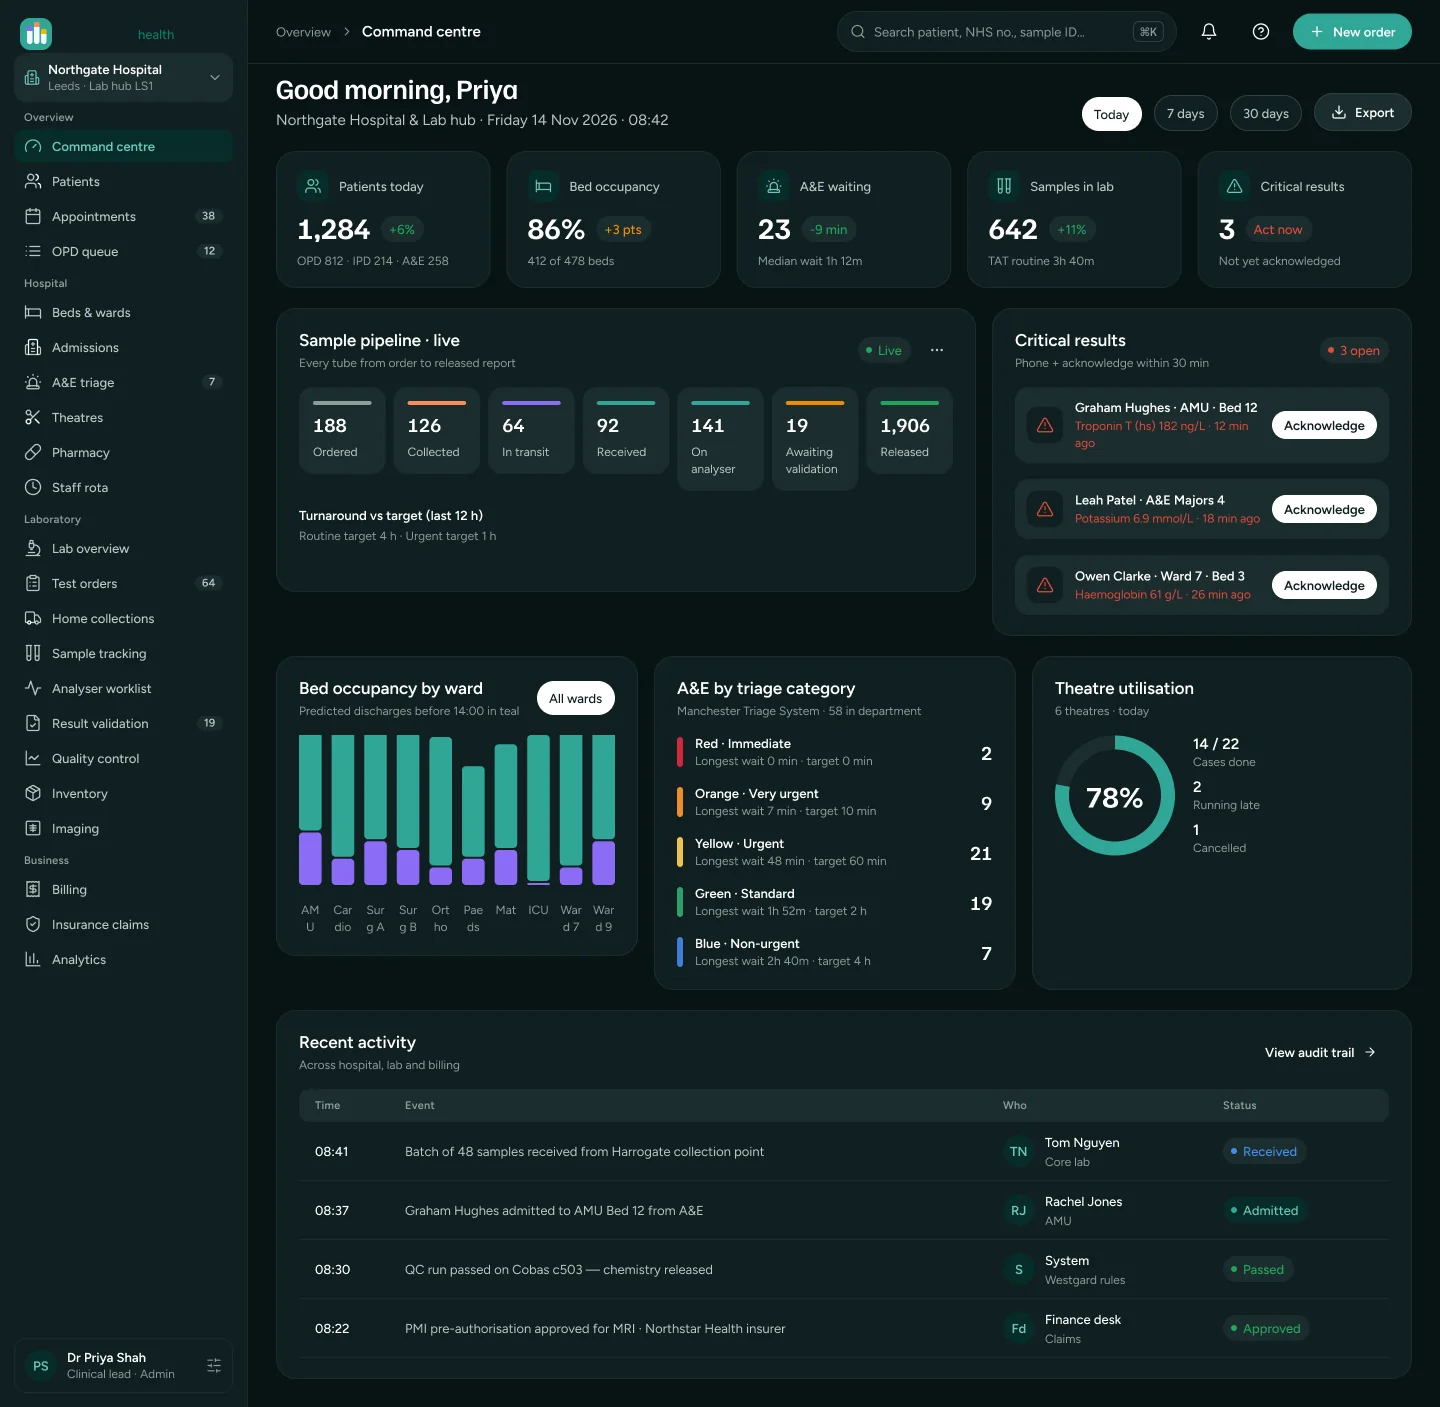 health
Northgate Hospital
Leeds · Lab hub LS1
Overview
Command centre
Patients
Appointments 38
OPD queue 12
Hospital
Beds & wards
Admissions
A&E triage 7
Theatres
Pharmacy
Staff rota
Laboratory
Lab overview
Test orders 64
Home collections
Sample tracking
Analyser worklist
Result validation 19
Quality control
Inventory
Imaging
Business
Billing
Insurance claims
Analytics
PS
Dr Priya Shah
Clinical lead · Admin
Overview > Command centre
Search patient, NHS no., sample ID... ⌘K
+ New order
Good morning, Priya
Northgate Hospital & Lab hub · Friday 14 Nov 2026 · 08:42
Today
7 days
30 days
Export
Patients today
1,284 +6%
OPD 812 · IPD 214 · A&E 258
Bed occupancy
86% +3 pts
412 of 478 beds
A&E waiting
23 -9 min
Median wait 1h 12m
Samples in lab
642 +11%
TAT routine 3h 40m
Critical results
3 Act now
Not yet acknowledged
Sample pipeline · live
Every tube from order to released report
Live
188
Ordered
126
Collected
64
In transit
92
Received
141
On
analyser
19
Awaiting
validation
1,906
Released
Turnaround vs target (last 12 h)
Routine target 4 h · Urgent target 1 h
Critical results
Phone + acknowledge within 30 min
3 open
Graham Hughes · AMU · Bed 12
Troponin T (hs) 182 ng/L · 12 min
ago
Acknowledge
Leah Patel · A&E Majors 4
Potassium 6.9 mmol/L · 18 min ago
Acknowledge
Owen Clarke · Ward 7 · Bed 3
Haemoglobin 61 g/L · 26 min ago
Acknowledge
Bed occupancy by ward
Predicted discharges before 14:00 in teal
All wards
AM
U
Car
dio
Sur
g A
Sur
g B
Ort
ho
Pae
ds
Mat
ICU
War
d 7
War
d 9
A&E by triage category
Manchester Triage System · 58 in department
Red · Immediate
Longest wait 0 min · target 0 min
2
Orange · Very urgent
Longest wait 7 min · target 10 min
9
Yellow · Urgent
Longest wait 48 min · target 60 min
21
Green · Standard
Longest wait 1h 52m · target 2 h
19
Blue · Non-urgent
Longest wait 2h 40m · target 4 h
7
Theatre utilisation
6 theatres · today
78%
14 / 22
Cases done
2
Running late
1
Cancelled
Recent activity
Across hospital, lab and billing
View audit trail →
Time Event Who Status
08:41 Batch of 48 samples received from Harrogate collection point TN Tom Nguyen Received
Core lab
08:37 Graham Hughes admitted to AMU Bed 12 from A&E RJ Rachel Jones Admitted
AMU
08:30 QC run passed on Cobas c503 — chemistry released S System Passed
Westgard rules
08:22 PMI pre-authorisation approved for MRI · Northstar Health insurer Fd Finance desk Approved
Claims